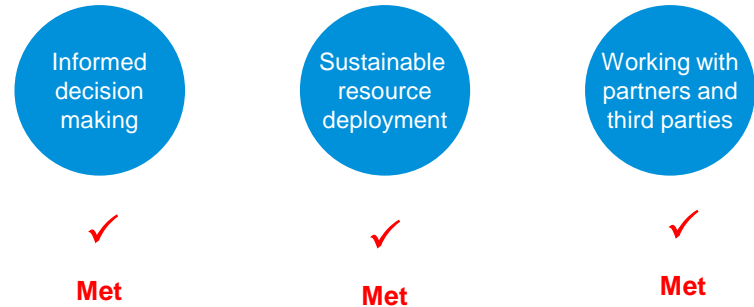 Informed
decision
making
Sustainable
resource
deployment
Working with
partners and
third parties
✓
✓
✓
Met
Met
Met